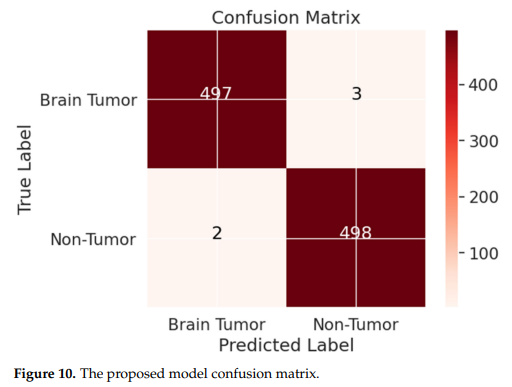 Confusion Matrix
True Label
Brain Tumor
497
3
Non-Tumor
2
498
Brain Tumor
Non-Tumor
Predicted Label
400
300
200
100
Figure 10. The proposed model confusion matrix.